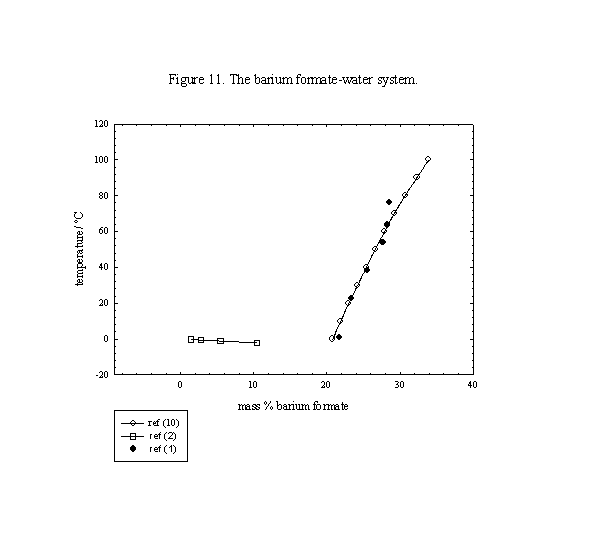 Figure 11. The barium formate-water system.
120
100
80
60
40
20
0
-20
temperature / °C
0 10 20 30 40
mass % barium formate
ref (10)
ref (2)
ref (1)